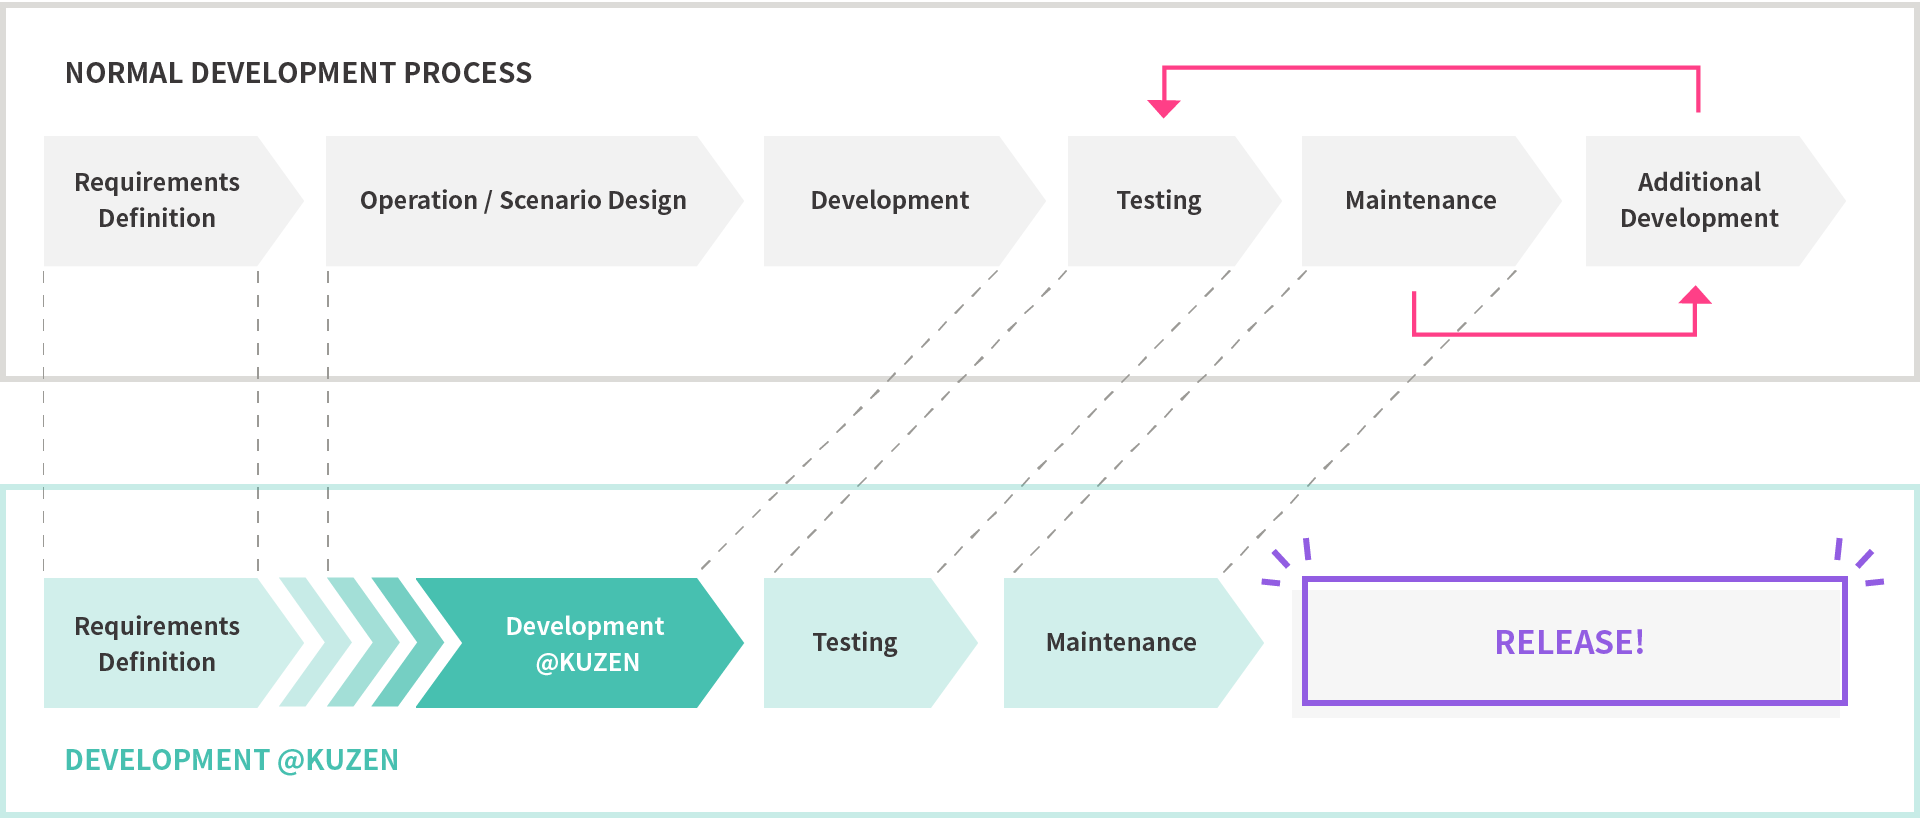 NORMAL DEVELOPMENT PROCESS
Requirements
Definition
Operation / Scenario Design
Development
Testing
Maintenance
Additional
Development
Requirements
Definition
Development
@KUZEN
Testing
Maintenance
RELEASE!
DEVELOPMENT @KUZEN